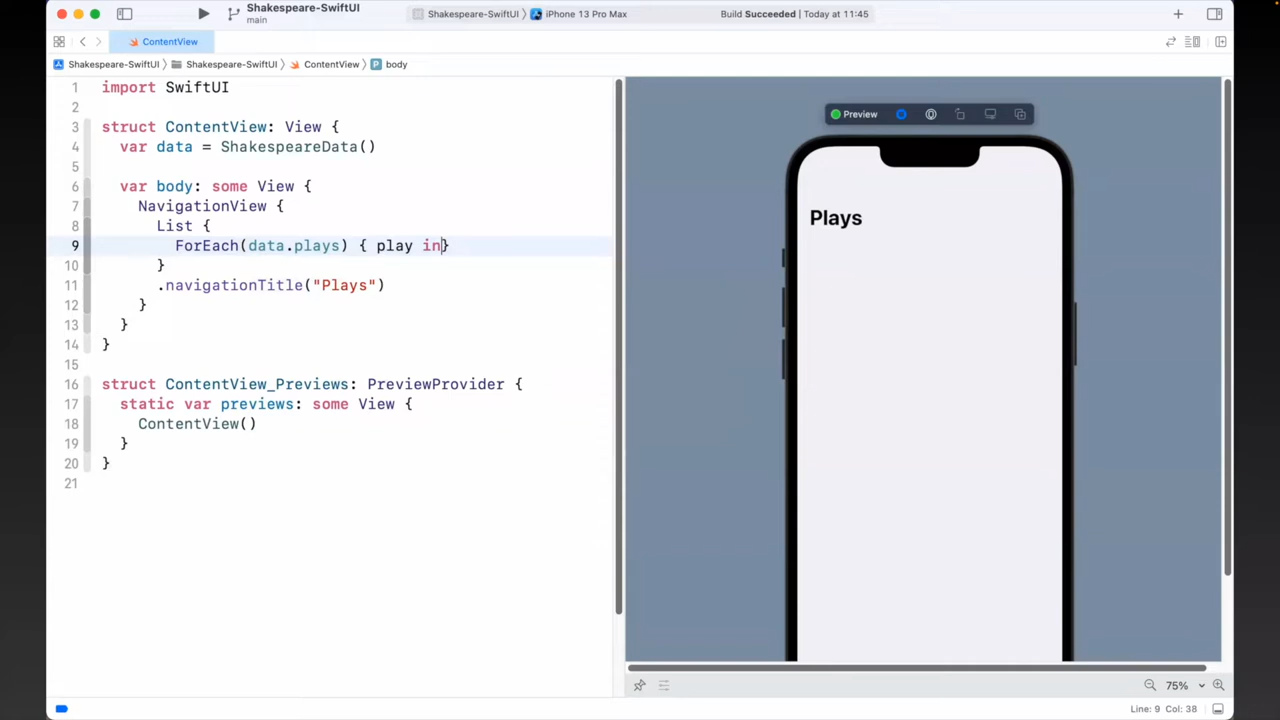 Shakespeare-SwiftUI
main
Shakespeare-SwiftUI
iPhone 13 Pro Max
Build Succeeded | Today at 11:45
ContentView
Shakespeare-SwiftUI
Shakespeare-SwiftUI
ContentView
P
body
1 import SwiftUI
2
3 struct ContentView: View {
4 var data = ShakespeareData()
5
6 var body: some View {
7 NavigationView {
8 List {
9 ForEach(data.plays) { play in}
10 }
11 .navigationTitle("Plays")
12 }
13 }
14 }
15
16 struct ContentView_Previews: PreviewProvider {
17 static var previews: some View {
18 ContentView()
19 }
20 }
21
Preview
Plays
75%
Line: 9 Col: 38